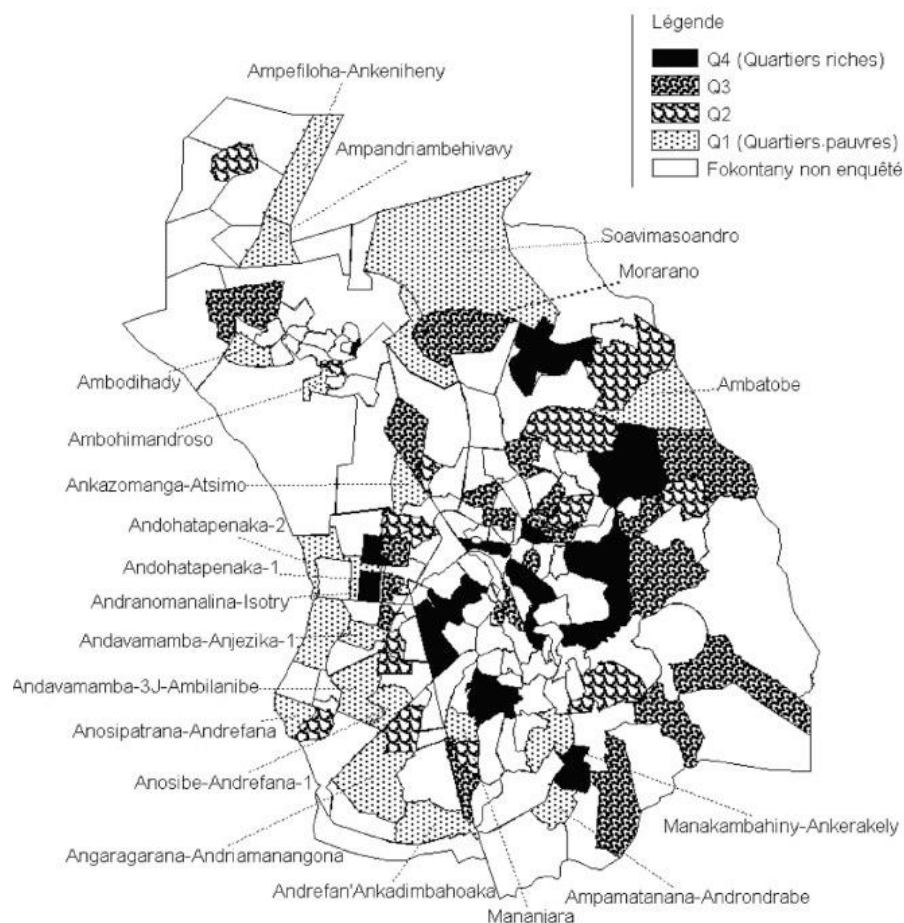 Légende
Q4 (Quartiers riches)
Q3
Q2
Q1 (Quartiers pauvres)
Fokontany non enquêté
Ampefiloha-Ankeniheny
Ampandriambehivavy
Soavimasoandro
Morarano
Ambodihady
Ambatobe
Ambohimandroso
Ankazomanga-Atsimo
Andohatapenaka-2
Andohatapenaka-1
Andranomanalina-Isotry
Andavamamba-Anjezika-1
Andavamamba-3J-Ambilanibe
Anosipatrana-Andrefana
Anosibe-Andrefana-1
Manakambahiny-Ankerakely
Angaragarana-Andriamanangona
Andrefan'Ankadimbahoaka
Ampamatanana-Androndrabe
Mananjara